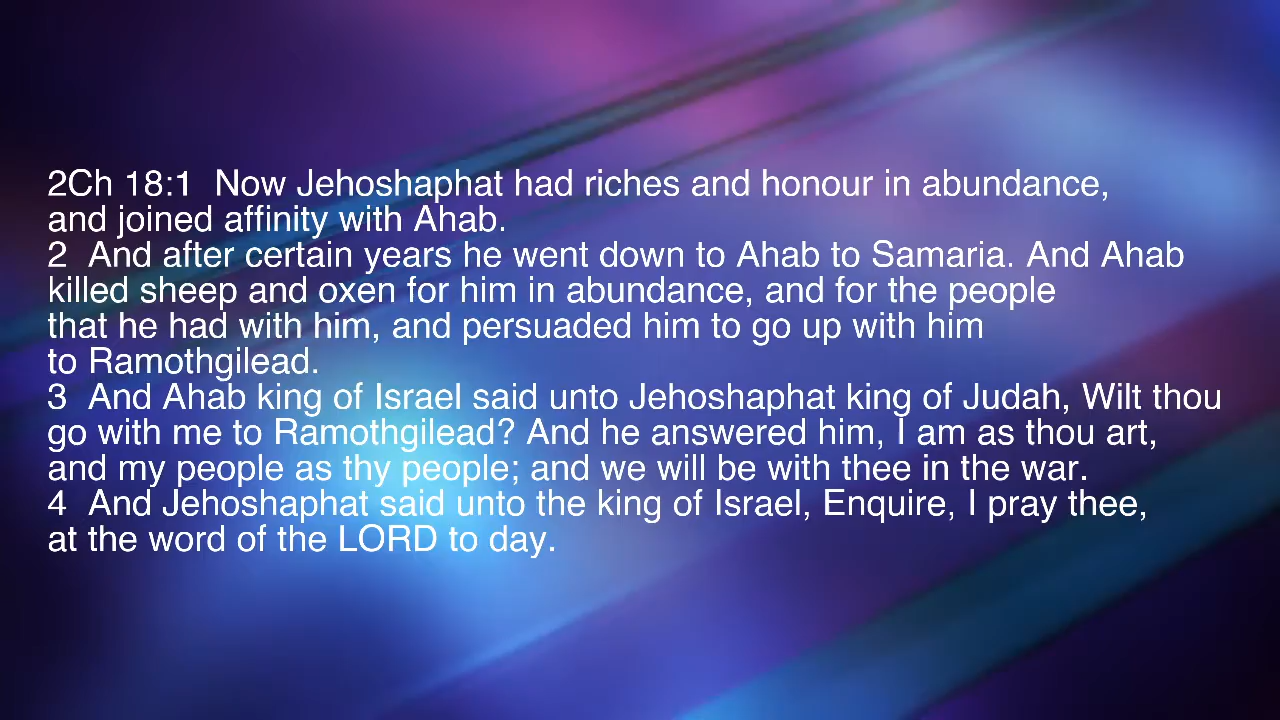 2Ch 18:1  Now Jehoshaphat had riches and honour in abundance,
and joined affinity with Ahab.
2  And after certain years he went down to Ahab to Samaria. And Ahab
killed sheep and oxen for him in abundance, and for the people
that he had with him, and persuaded him to go up with him
to Ramothgilead.
3  And Ahab king of Israel said unto Jehoshaphat king of Judah, Wilt thou
go with me to Ramothgilead? And he answered him, I am as thou art,
and my people as thy people; and we will be with thee in the war.
4  And Jehoshaphat said unto the king of Israel, Enquire, I pray thee,
at the word of the LORD to day.